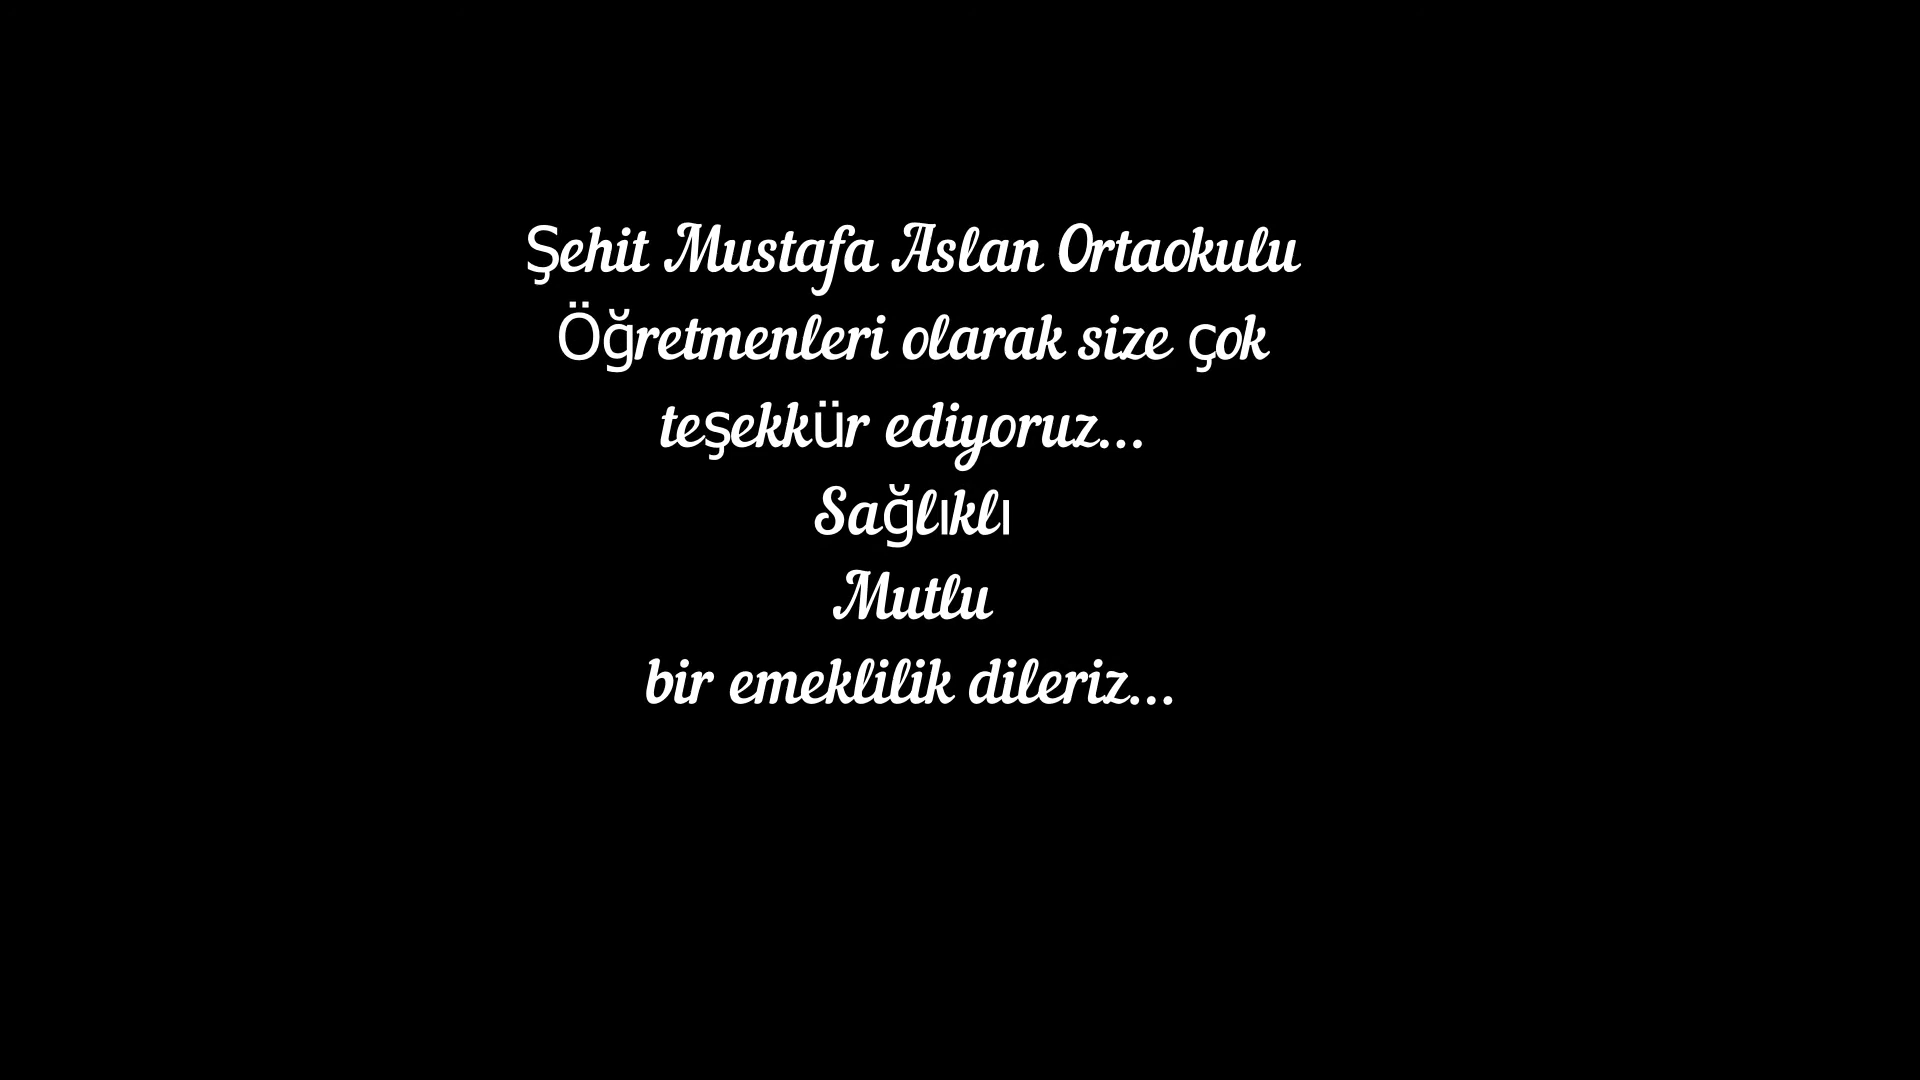 Şehit Mustafa Aslan Ortaokulu
Öğretmenleri olarak size çok
teşekkür ediyoruz...
Sağlıklı
Mutlu
bir emeklilik dileriz...